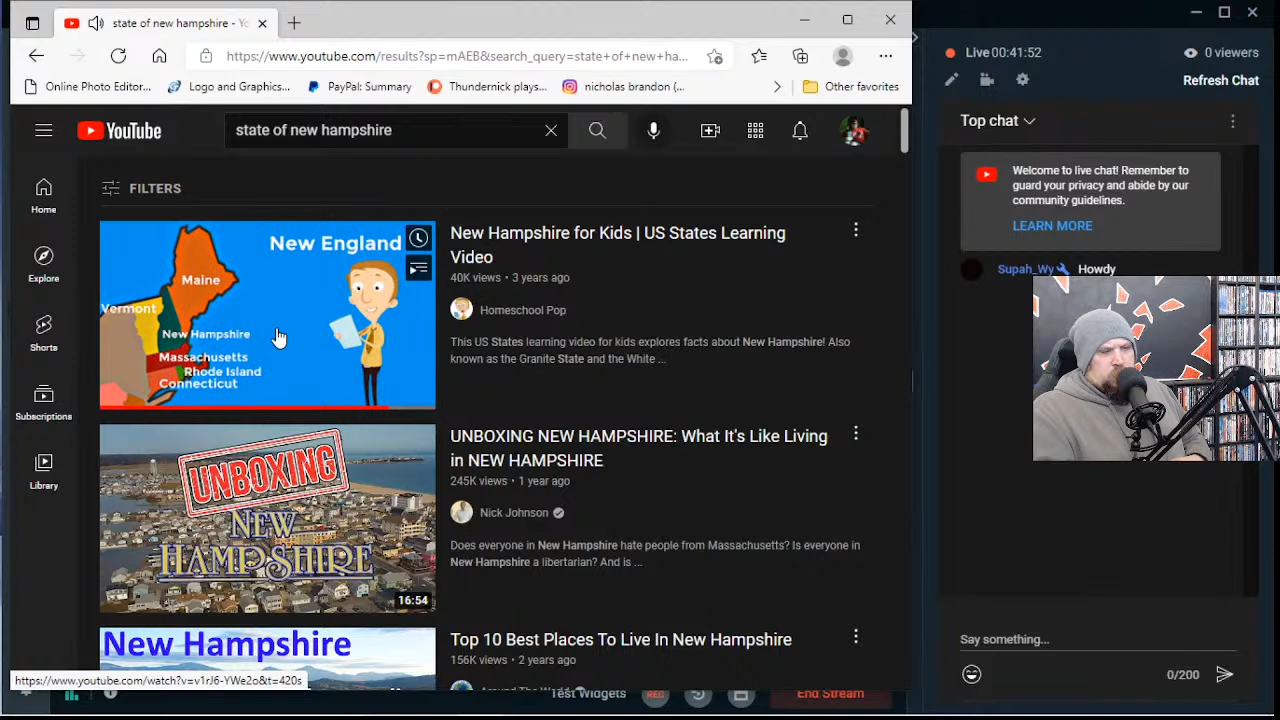 state of new hampshire - Yo
https://www.youtube.com/results?sp=mAEB&search_query=state+of+new+ha...
Online Photo Editor...
Logo and Graphics...
PayPal: Summary
Thundernick plays...
nicholas brandon (...
Other favorites
YouTube
state of new hampshire
FILTERS
Home
Explore
Shorts
Subscriptions
Library
New England
Maine
Vermont
New Hampshire
Massachusetts
Rhode Island
Connecticut
New Hampshire for Kids | US States Learning
Video
40K views • 3 years ago
Homeschool Pop
This US States learning video for kids explores facts about New Hampshire! Also
known as the Granite State and the White ...
UNBOXING
NEW
HAMPSHIRE
16:54
UNBOXING NEW HAMPSHIRE: What It's Like Living
in NEW HAMPSHIRE
245K views • 1 year ago
Nick Johnson
Does everyone in New Hampshire hate people from Massachusetts? Is everyone in
New Hampshire a libertarian? And is ...
New Hampshire
Top 10 Best Places To Live In New Hampshire
156K views • 2 years ago
https://www.youtube.com/watch?v=v1rJ6-YWe2o&t=420s
Test Widgets
REC
End Stream
Live 00:41:52
0 viewers
Refresh Chat
Top chat
Welcome to live chat! Remember to
guard your privacy and abide by our
community guidelines.
LEARN MORE
Supah_Wy Howdy
Say something...
0/200